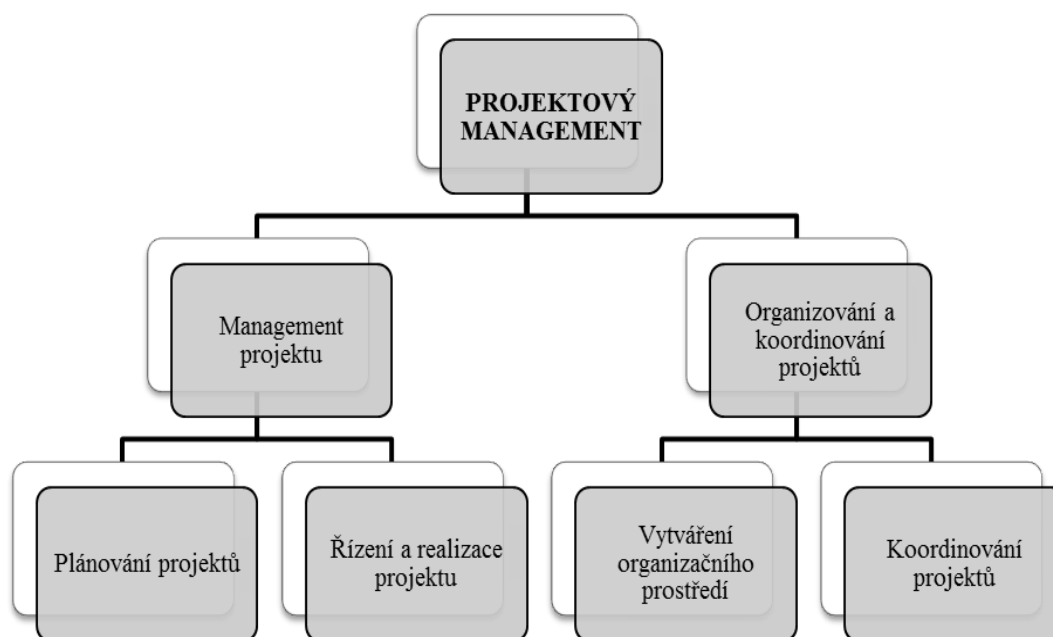 PROJEKTOVÝ
MANAGEMENT
Management
projektu
Organizování a
koordinování
projektů
Plánování projektů
Řízení a realizace
projektu
Vytváření
organizačního
prostředí
Koordinování
projektů